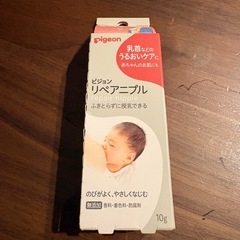 pigeon
乳首などの
うるおいケアに
赤ちゃんのお肌にも
ピジョン
リペアニプル
ふきとらずに授乳できる
のびがよく、やさしくなじむ
無添加 香料・着色料・防腐剤
10g